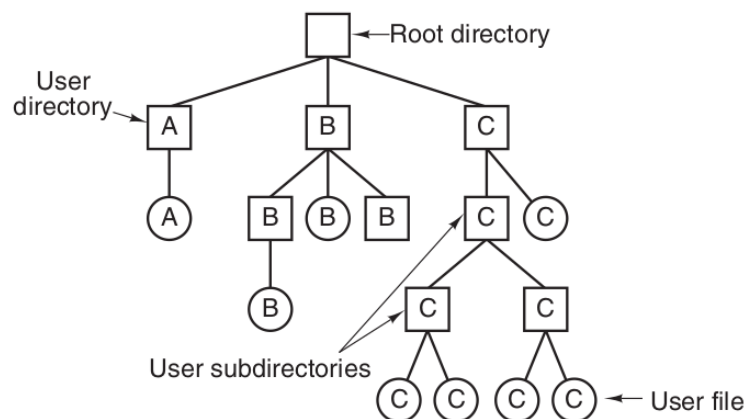 Root directory
User
directory
A B C
A B B B C C
B C C
User subdirectories
C C C C
User file